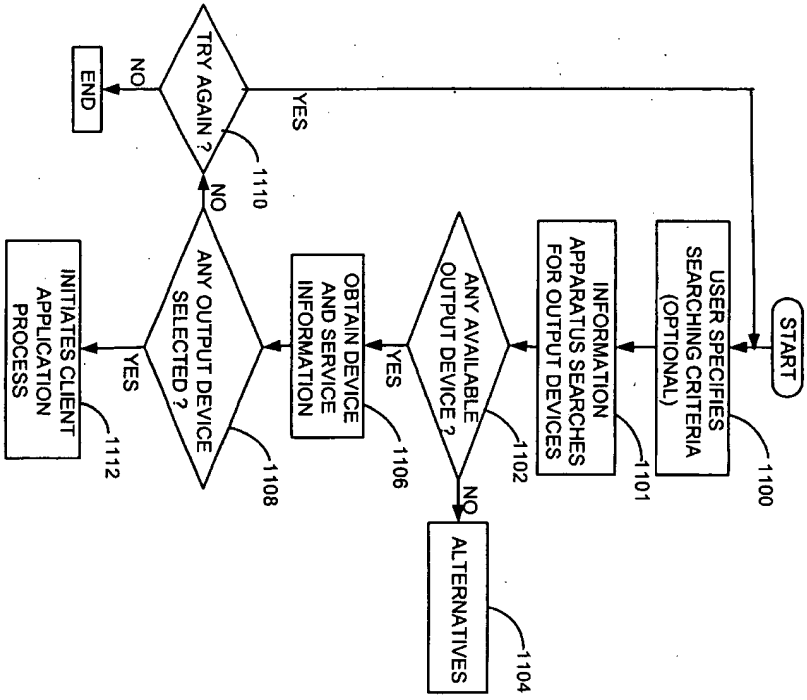 START
USER SPECIFIES
SEARCHING CRITERIA
(OPTIONAL)
1100
INFORMATION
APPARATUS SEARCHES
FOR OUTPUT DEVICES
1101
ANY AVAILABLE
OUTPUT DEVICE ?
1102
NO
ALTERNATIVES
1104
YES
OBTAIN DEVICE
AND SERVICE
INFORMATION
1106
ANY OUTPUT DEVICE
SELECTED ?
1108
NO
TRY AGAIN ?
1110
YES
NO
END
YES
INITIATES CLIENT
APPLICATION
PROCESS
1112